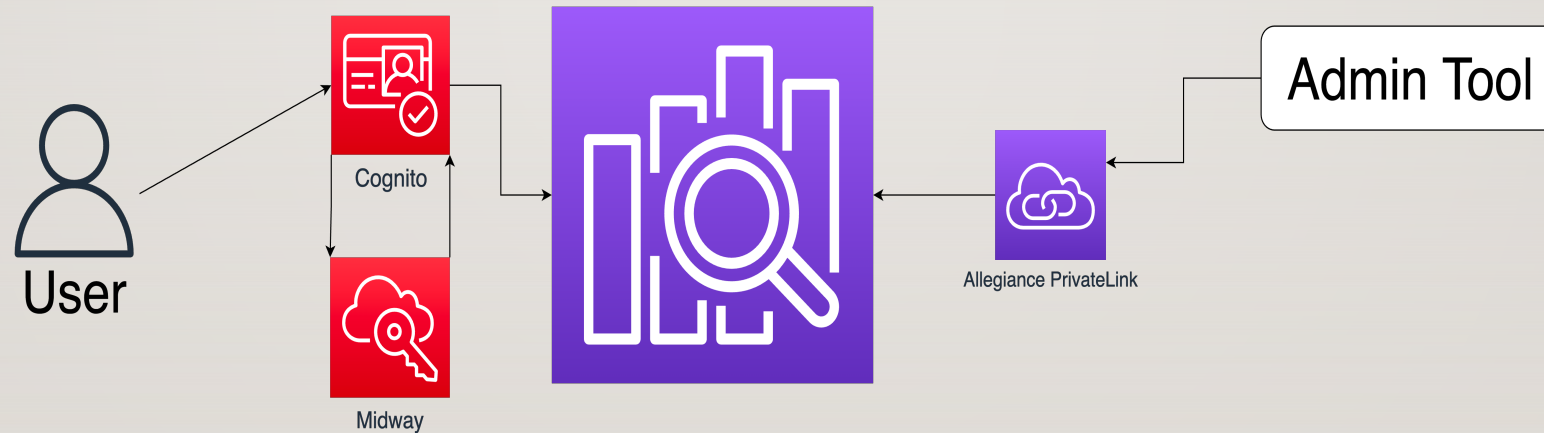 User
Cognito
Midway
Allegiance PrivateLink
Admin Tool